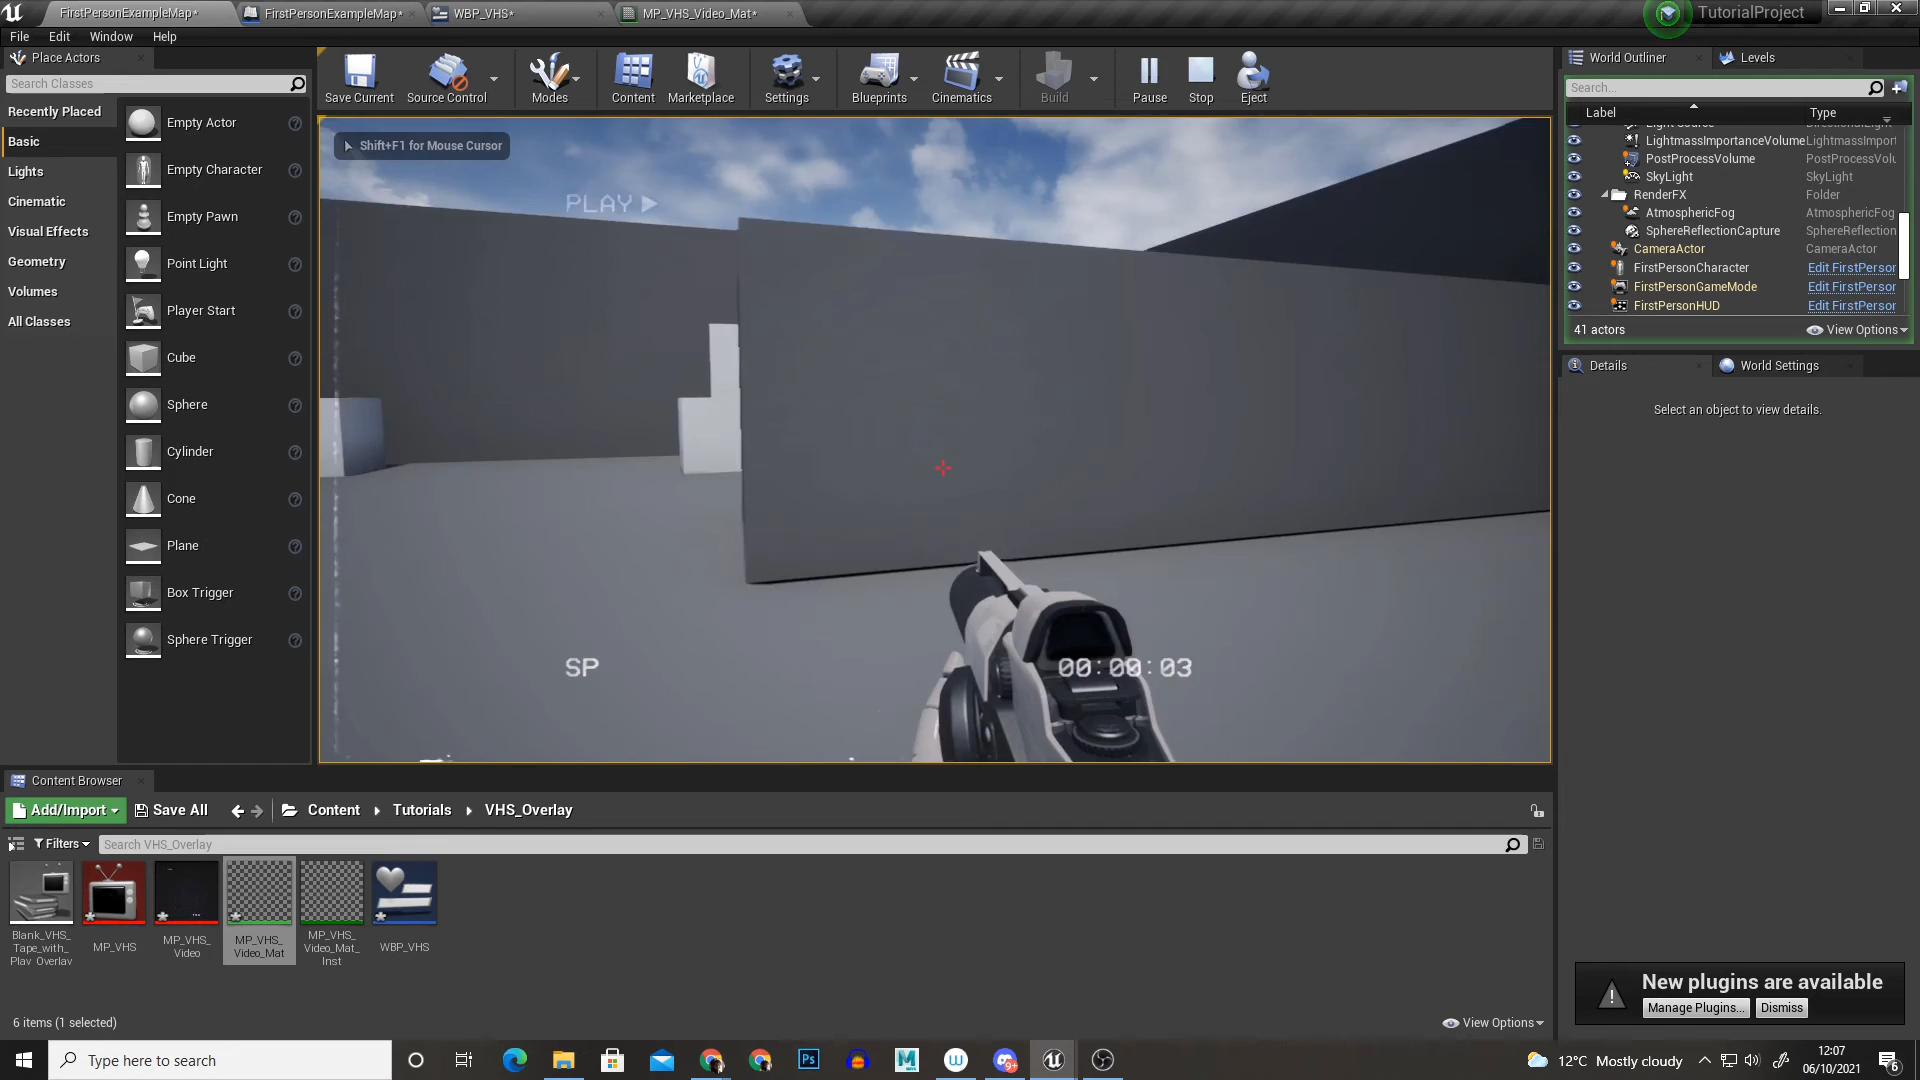 FirstPersonExampleMap*
FirstPersonExampleMap*
WBP_VHS*
MP_VHS_Video_Mat*
TutorialProject
File
Edit
Window
Help
Place Actors
Search Classes
Recently Placed
Basic
Lights
Cinematic
Visual Effects
Geometry
Volumes
All Classes
Empty Actor
Empty Character
Empty Pawn
Point Light
Player Start
Cube
Sphere
Cylinder
Cone
Plane
Box Trigger
Sphere Trigger
Save Current
Source Control
Modes
Content
Marketplace
Settings
Blueprints
Cinematics
Build
Pause
Stop
Eject
Shift+F1 for Mouse Cursor
PLAY
SP
00:00:03
World Outliner
Levels
Search...
Label
Type
LightmassImportanceVolume
LightmassImport
PostProcessVolume
PostProcessVolu
SkyLight
SkyLight
RenderFX
Folder
AtmosphericFog
AtmosphericFog
SphereReflectionCapture
SphereReflection
CameraActor
CameraActor
FirstPersonCharacter
Edit FirstPerson
FirstPersonGameMode
Edit FirstPerson
FirstPersonHUD
Edit FirstPerson
41 actors
View Options
Details
World Settings
Select an object to view details.
Content Browser
Add/Import
Save All
Content
Tutorials
VHS_Overlay
Filters
Search VHS_Overlay
Blank_VHS_
Tape_with_
Play_Overlay
MP_VHS
MP_VHS_
Video
MP_VHS_
Video_Mat
MP_VHS_
Video_Mat_
Inst
WBP_VHS
6 items (1 selected)
View Options
New plugins are available
Manage Plugins...
Dismiss
Type here to search
Ps
M
9+
12°C
Mostly cloudy
12:07
06/10/2021
6